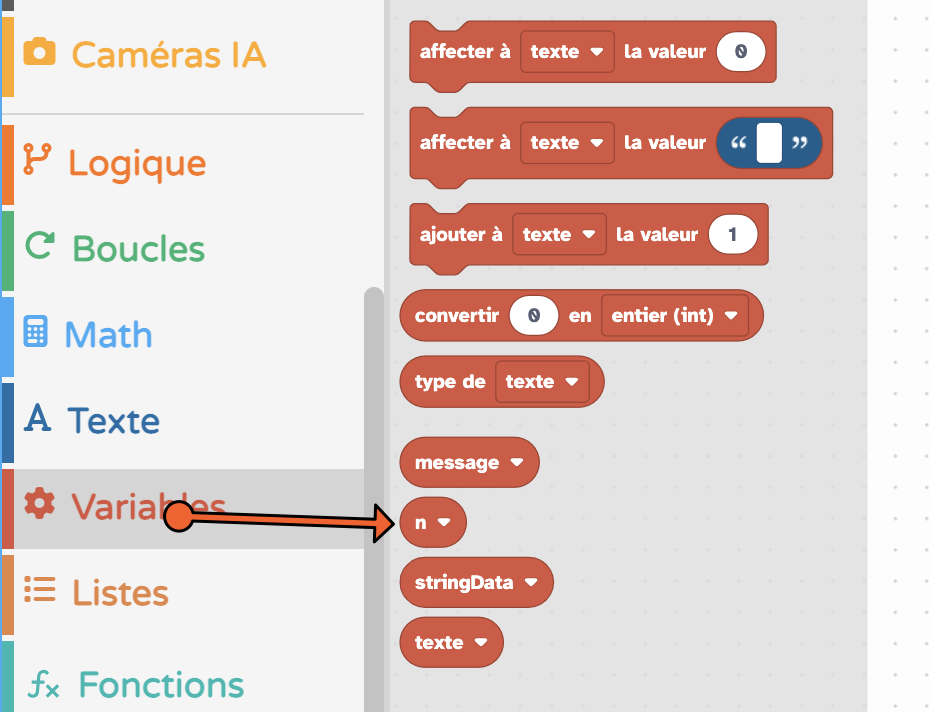 Caméras IA
Logique
Boucles
Math
Texte
Variables
Listes
Fonctions
affecter à texte la valeur 0
affecter à texte la valeur “ ”
ajouter à texte la valeur 1
convertir 0 en entier (int)
type de texte
message
n
stringData
texte